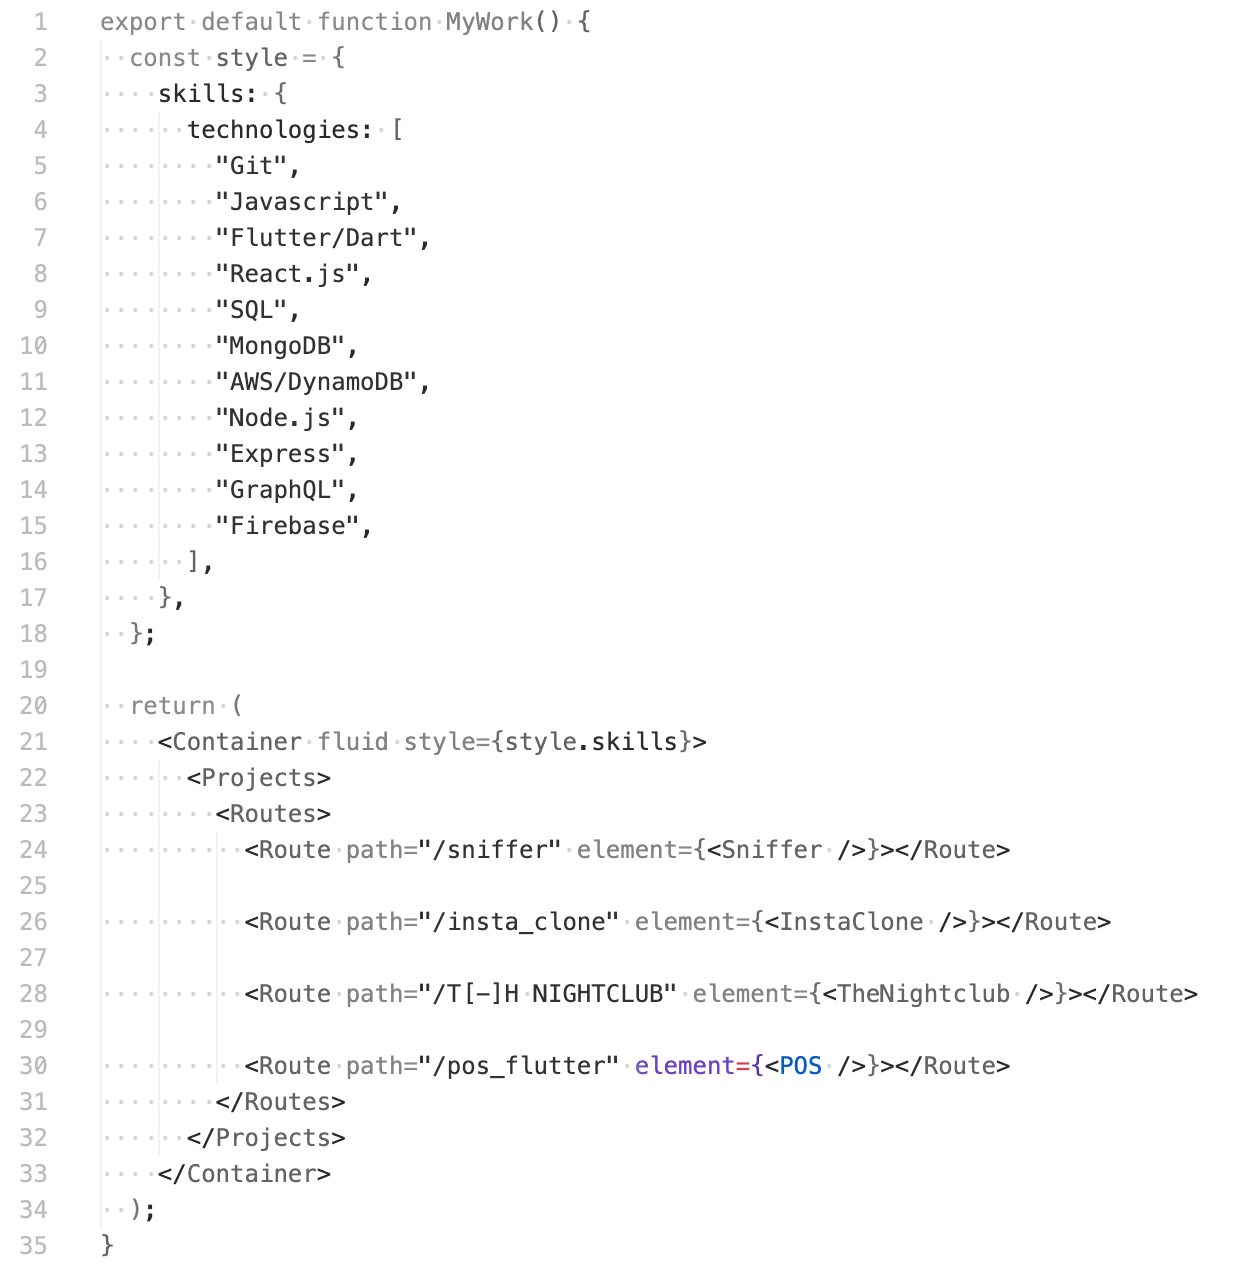 1 export default function MyWork() {
2   const style = {
3     skills: {
4       technologies: [
5         "Git",
6         "Javascript",
7         "Flutter/Dart",
8         "React.js",
9         "SQL",
10         "MongoDB",
11         "AWS/DynamoDB",
12         "Node.js",
13         "Express",
14         "GraphQL",
15         "Firebase",
16       ],
17     },
18   };
19
20   return (
21     <Container fluid style={style.skills}>
22       <Projects>
23         <Routes>
24           <Route path="/sniffer" element={<Sniffer />}></Route>
25
26           <Route path="/insta_clone" element={<InstaClone />}></Route>
27
28           <Route path="/T[-]H NIGHTCLUB" element={<TheNightclub />}></Route>
29
30           <Route path="/pos_flutter" element={<POS />}></Route>
31         </Routes>
32       </Projects>
33     </Container>
34   );
35 }